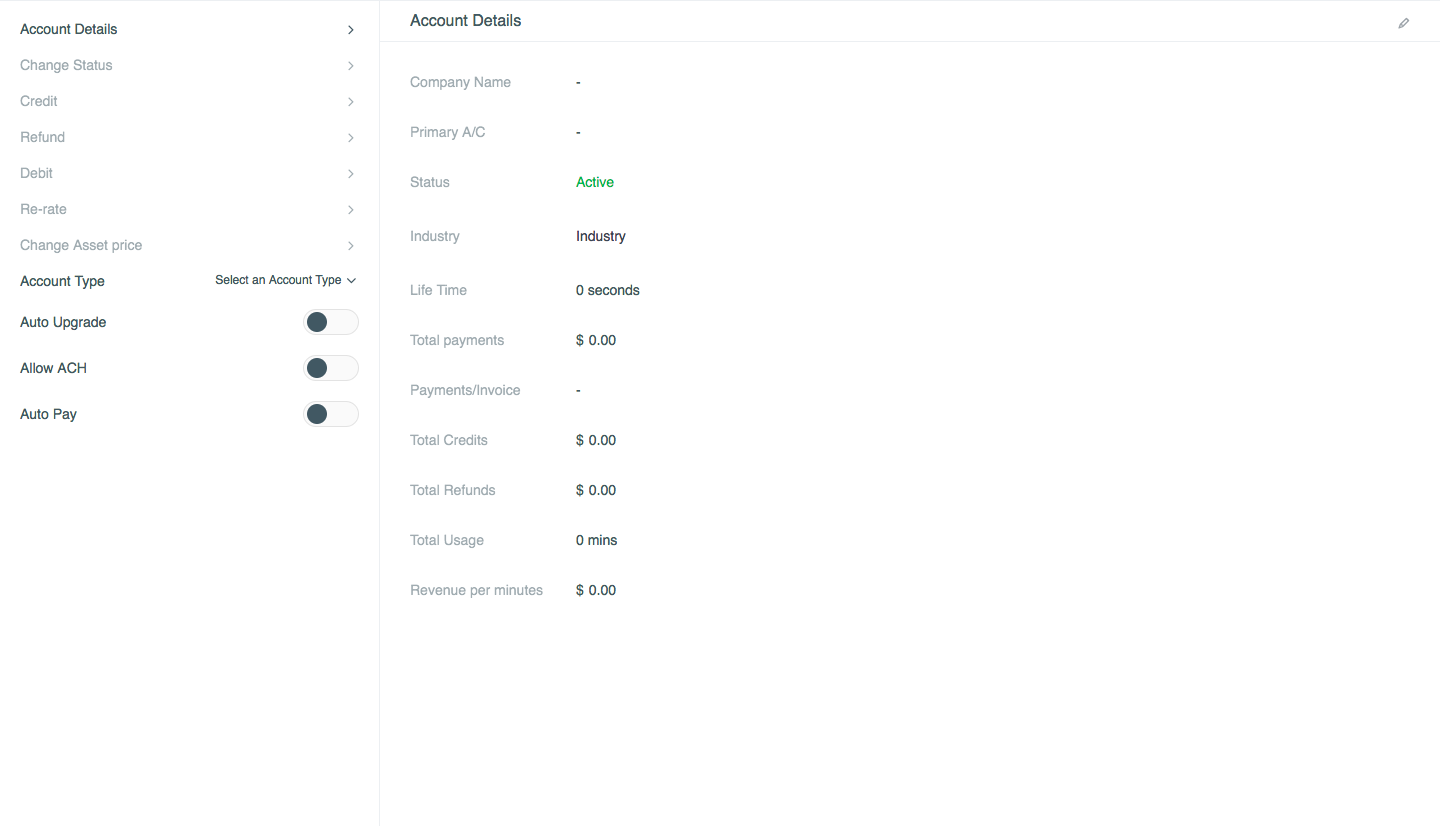 Account Details
Change Status
Credit
Refund
Debit
Re-rate
Change Asset price
Account Type Select an Account Type
Auto Upgrade
Allow ACH
Auto Pay
Account Details
Company Name -
Primary A/C -
Status Active
Industry Industry
Life Time 0 seconds
Total payments $ 0.00
Payments/Invoice -
Total Credits $ 0.00
Total Refunds $ 0.00
Total Usage 0 mins
Revenue per minutes $ 0.00